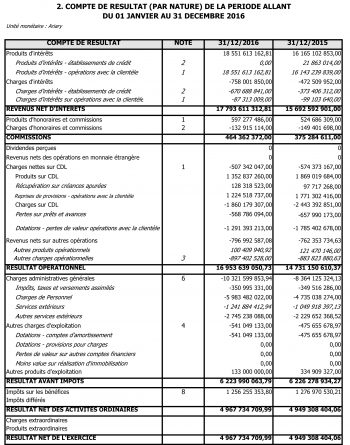 2. COMPTE DE RESULTAT (PAR NATURE) DE LA PERIODE ALLANT
DU 01 JANVIER AU 31 DECEMBRE 2016
Unité monétaire : Ariary
COMPTE DE RESULTAT NOTE 31/12/2016 31/12/2015
Produits d'intérêts 18 551 613 162,81 16 165 102 853,00
Produits d'intérêts - établissements de crédit 2 0,00 21 863 014,00
Produits d'intérêts - opérations avec la clientèle 1 18 551 613 162,81 16 143 239 839,00
Charges d'intérêts -758 001 850,00 -472 509 952,00
Charges d'intérêts - établissements de crédit 2 -670 688 841,00 -373 406 312,00
Charges d'intérêts sur opérations avec la clientèle 1 -87 313 009,00 -99 103 640,00
REVENUS NET D'INTERETS 17 793 611 312,81 15 692 592 901,00
Produits d'honoraires et commissions 1 597 277 486,00 524 686 309,00
Charges d'honoraires et commissions 2 -132 915 114,00 -149 401 698,00
COMMISSIONS 464 362 372,00 375 284 611,00
Dividendes perçues 0 0
Revenus nets des opérations en monnaie étrangère 0 0
Charges nettes sur CDL 1 -507 342 047,00 -574 373 167,00
Produits sur CDL 1 352 837 260,00 1 869 019 684,00
Récupération sur créances apurées 128 318 523,00 97 717 268,00
Reprises de provisions - opérations avec la clientèle 1 224 518 737,00 1 771 302 416,00
Charges sur CDL -1 860 179 307,00 -2 443 392 851,00
Pertes sur prêts et avances -568 786 094,00 -657 990 173,00
Dotations - pertes de valeur opérations avec la clientèle -1 291 393 213,00 -1 785 402 678,00
Revenus nets sur autres opérations -796 992 587,08 -762 353 734,63
Autres produits opérationnels 100 409 940,92 121 470 146,00
Autres charges opérationnelles 3 -897 402 528,00 -883 823 880,63
RESULTAT OPERATIONNEL 16 953 639 050,73 14 731 150 610,37
Charges administratives générales 6 -10 321 599 853,94 -8 364 125 324,13
Impôts, taxes et versements assimilés -350 995 331,00 -349 516 286,00
Charges de Personnel -5 983 482 022,00 -4 735 038 274,00
Services extérieurs -1 241 884 412,94 -1 049 918 397,13
Autres services extérieurs -2 745 238 088,00 -2 229 652 368,52
Autres charges d'exploitation 4 -541 049 133,00 -475 655 678,97
Dotations - comptes d'amortissement -541 049 133,00 -475 655 678,97
Dotations - provisions pour charges 0,00 0,00
Pertes de valeur sur autres comptes financiers 0,00 0,00
Moins value sur réalisation d'immobilisation 0,00 0,00
Autres produits d'exploitation 133 000 000,00 334 909 327,00
RESULTAT AVANT IMPOTS 6 223 990 063,79 6 226 278 934,27
Impôts sur les bénéfices 8 1 256 255 353,80 1 276 970 530,21
Impôts différés
RESULTAT NET DES ACTIVITES ORDINAIRES 4 967 734 709,99 4 949 308 404,06
Produits extraordinaires
Charges extraordinaires
RESULTAT NET DE L'EXERCICE 4 967 734 709,99 4 949 308 404,06